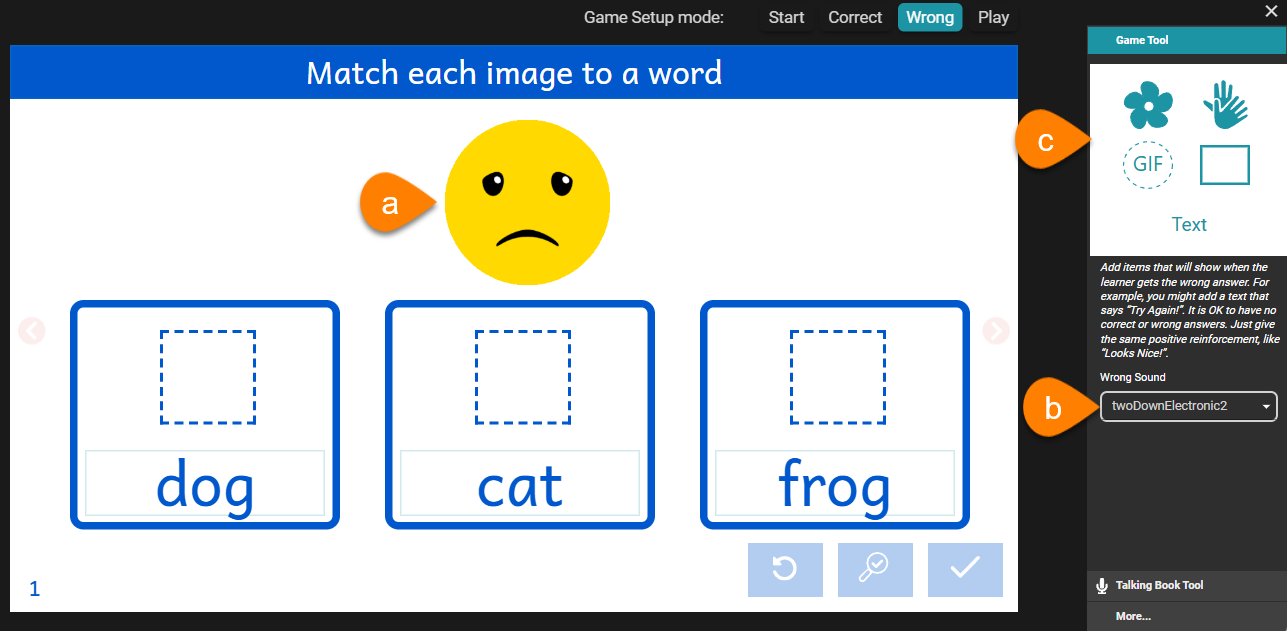 Game Setup mode: Start Correct Wrong Play
Game Tool
Match each image to a word
a
c
GIF
Text
Add items that will show when the
learner gets the wrong answer. For
example, you might add a text that
says “Try Again!”. It is OK to have no
correct or wrong answers. Just give
the same positive reinforcement, like
“Looks Nice!”.
Wrong Sound
b
twoDownElectronic2
dog cat frog
1
Talking Book Tool
More...